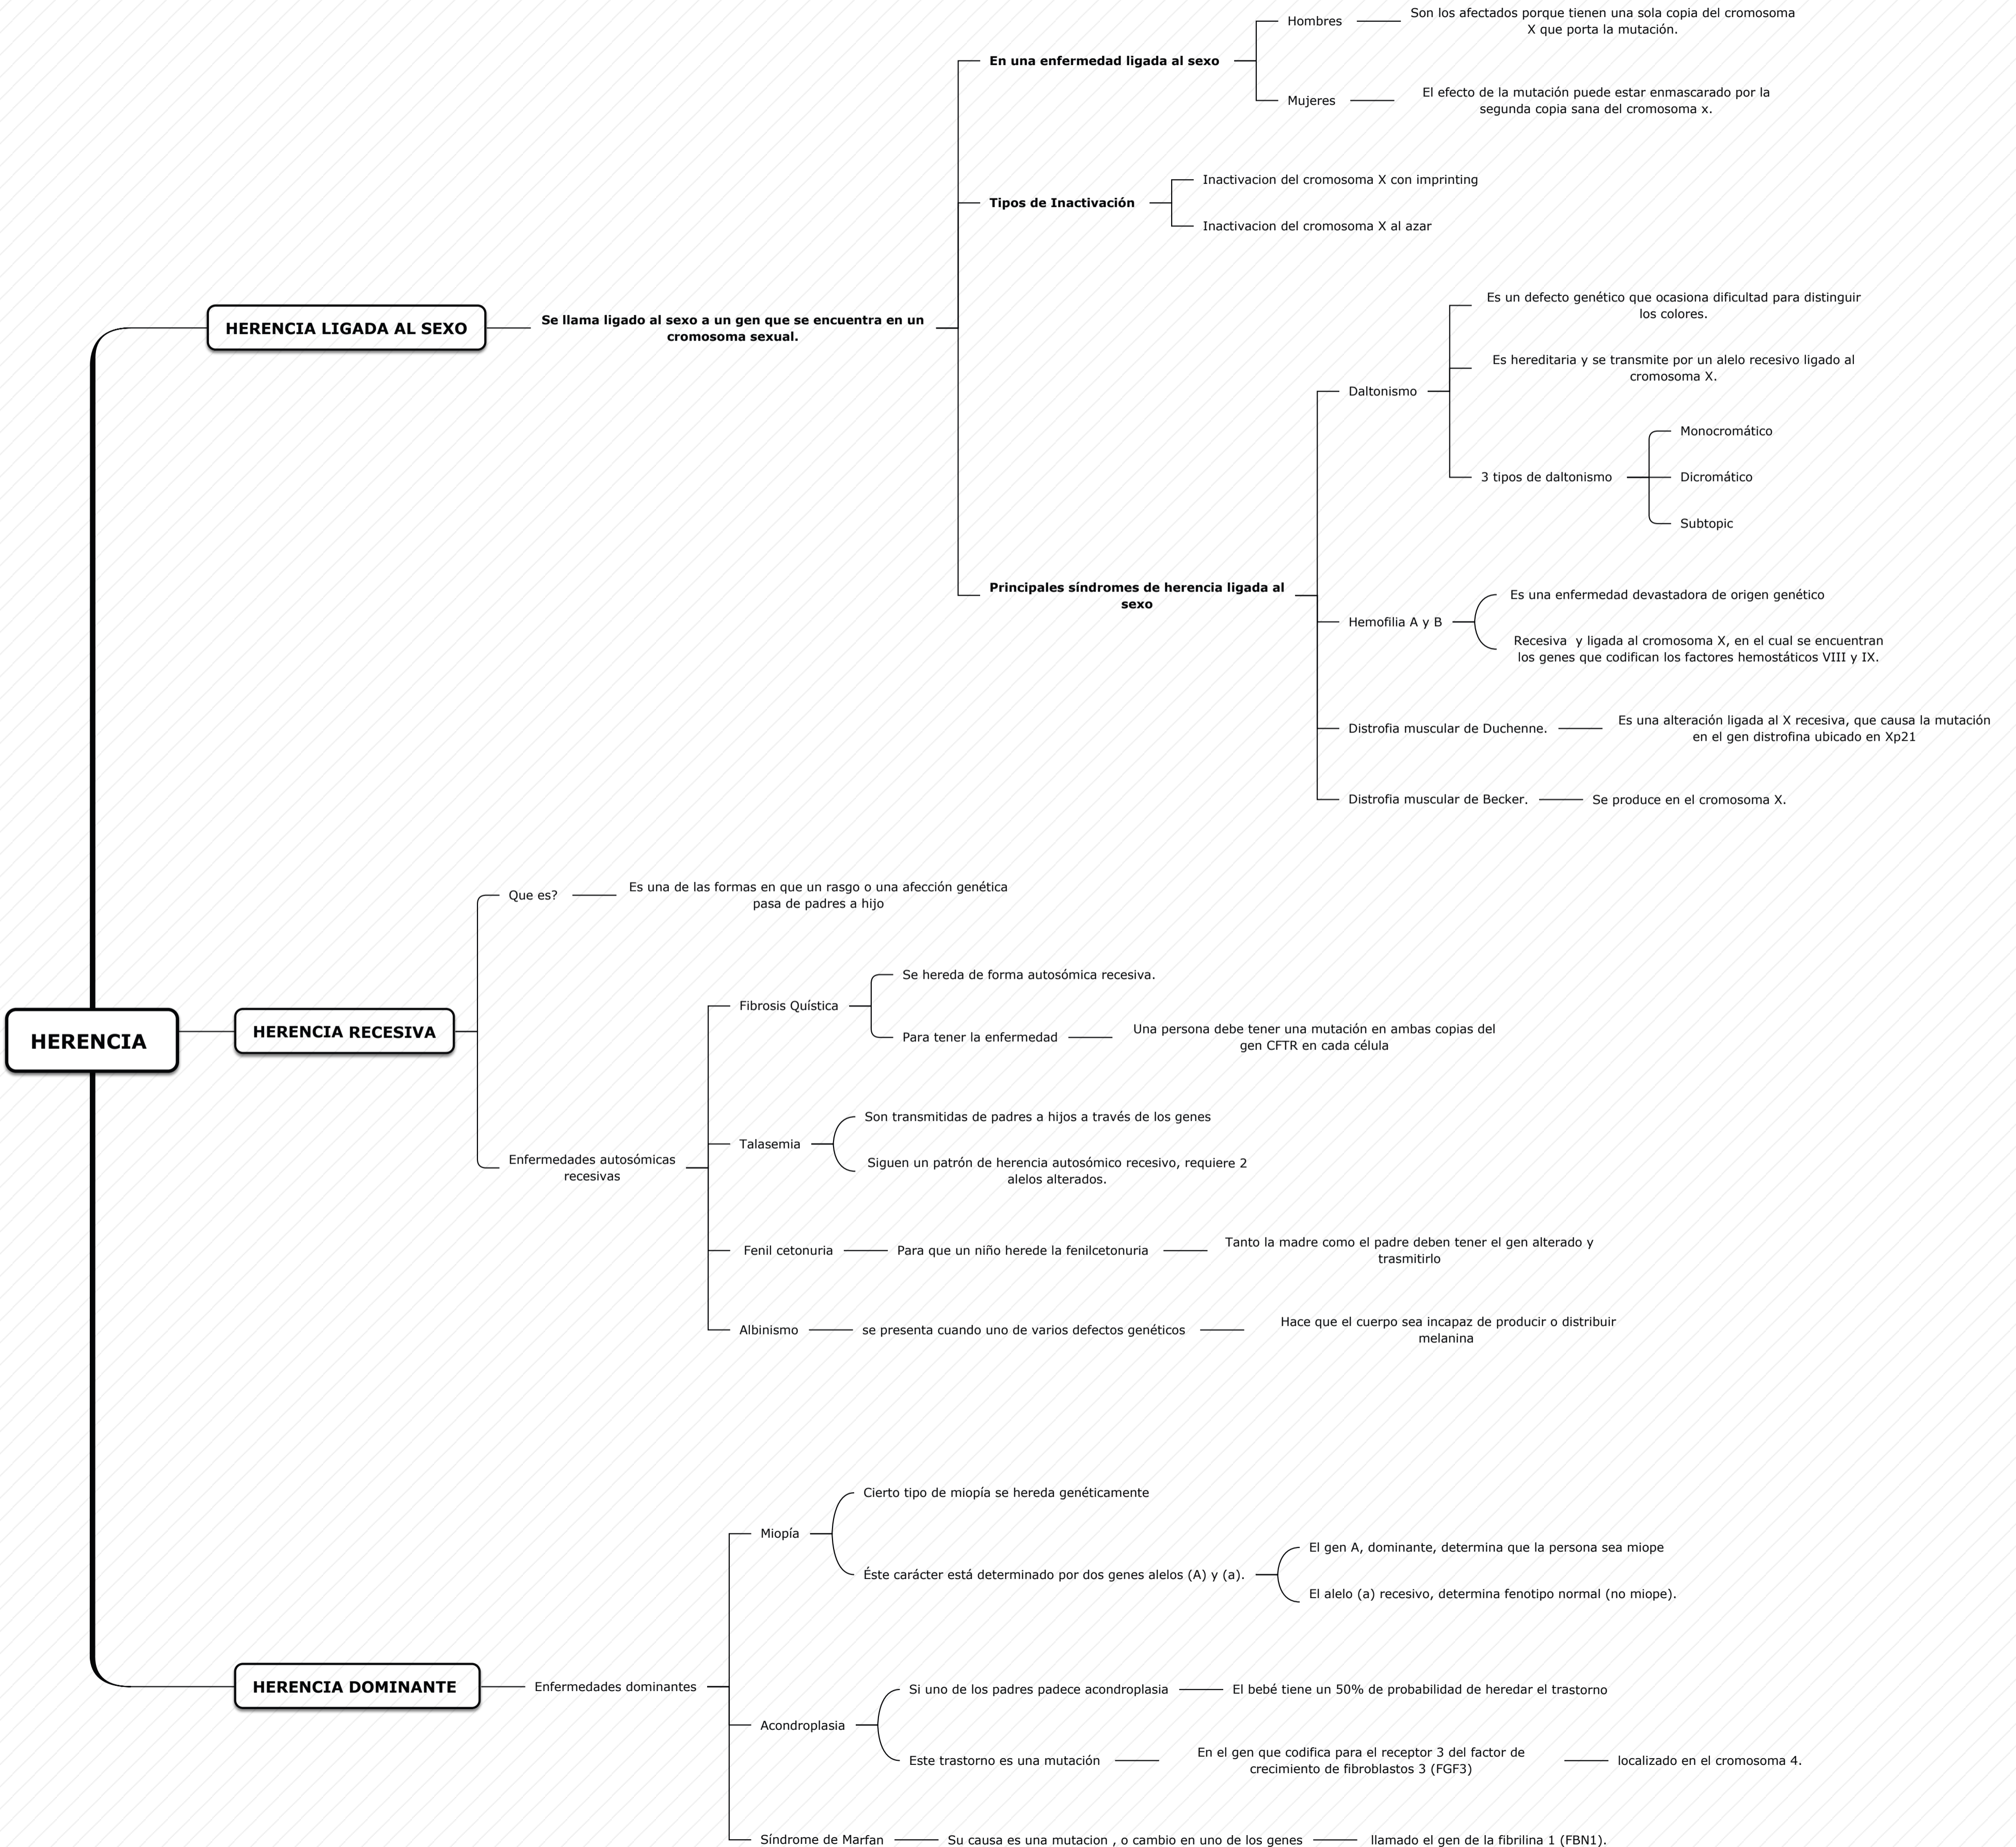 HERENCIA
HERENCIA LIGADA AL SEXO
Se llama ligado al sexo a un gen que se encuentra en un
cromosoma sexual.
En una enfermedad ligada al sexo
Hombres
Son los afectados porque tienen una sola copia del cromosoma
X que porta la mutación.
Mujeres
El efecto de la mutación puede estar enmascarado por la
segunda copia sana del cromosoma x.
Tipos de Inactivación
Inactivacion del cromosoma X con imprinting
Inactivacion del cromosoma X al azar
Principales síndromes de herencia ligada al
sexo
Daltonismo
Es un defecto genético que ocasiona dificultad para distinguir
los colores.
Es hereditaria y se transmite por un alelo recesivo ligado al
cromosoma X.
3 tipos de daltonismo
Monocromático
Dicromático
Subtopic
Hemofilia A y B
Es una enfermedad devastadora de origen genético
Recesiva  y ligada al cromosoma X, en el cual se encuentran
los genes que codifican los factores hemostáticos VIII y IX.
Distrofia muscular de Duchenne.
Es una alteración ligada al X recesiva, que causa la mutación
en el gen distrofina ubicado en Xp21
Distrofia muscular de Becker.
Se produce en el cromosoma X.
HERENCIA RECESIVA
Que es?
Es una de las formas en que un rasgo o una afección genética
pasa de padres a hijo
Enfermedades autosómicas
recesivas
Fibrosis Quística
Se hereda de forma autosómica recesiva.
Para tener la enfermedad
Una persona debe tener una mutación en ambas copias del
gen CFTR en cada célula
Talasemia
Son transmitidas de padres a hijos a través de los genes
Siguen un patrón de herencia autosómico recesivo, requiere 2
alelos alterados.
Fenil cetonuria
Para que un niño herede la fenilcetonuria
Tanto la madre como el padre deben tener el gen alterado y
trasmitirlo
Albinismo
se presenta cuando uno de varios defectos genéticos
Hace que el cuerpo sea incapaz de producir o distribuir
melanina
HERENCIA DOMINANTE
Enfermedades dominantes
Miopía
Cierto tipo de miopía se hereda genéticamente
Éste carácter está determinado por dos genes alelos (A) y (a).
El gen A, dominante, determina que la persona sea miope
El alelo (a) recesivo, determina fenotipo normal (no miope).
Acondroplasia
Si uno de los padres padece acondroplasia
El bebé tiene un 50% de probabilidad de heredar el trastorno
Este trastorno es una mutación
En el gen que codifica para el receptor 3 del factor de
crecimiento de fibroblastos 3 (FGF3)
localizado en el cromosoma 4.
Síndrome de Marfan
Su causa es una mutacion , o cambio en uno de los genes
llamado el gen de la fibrilina 1 (FBN1).